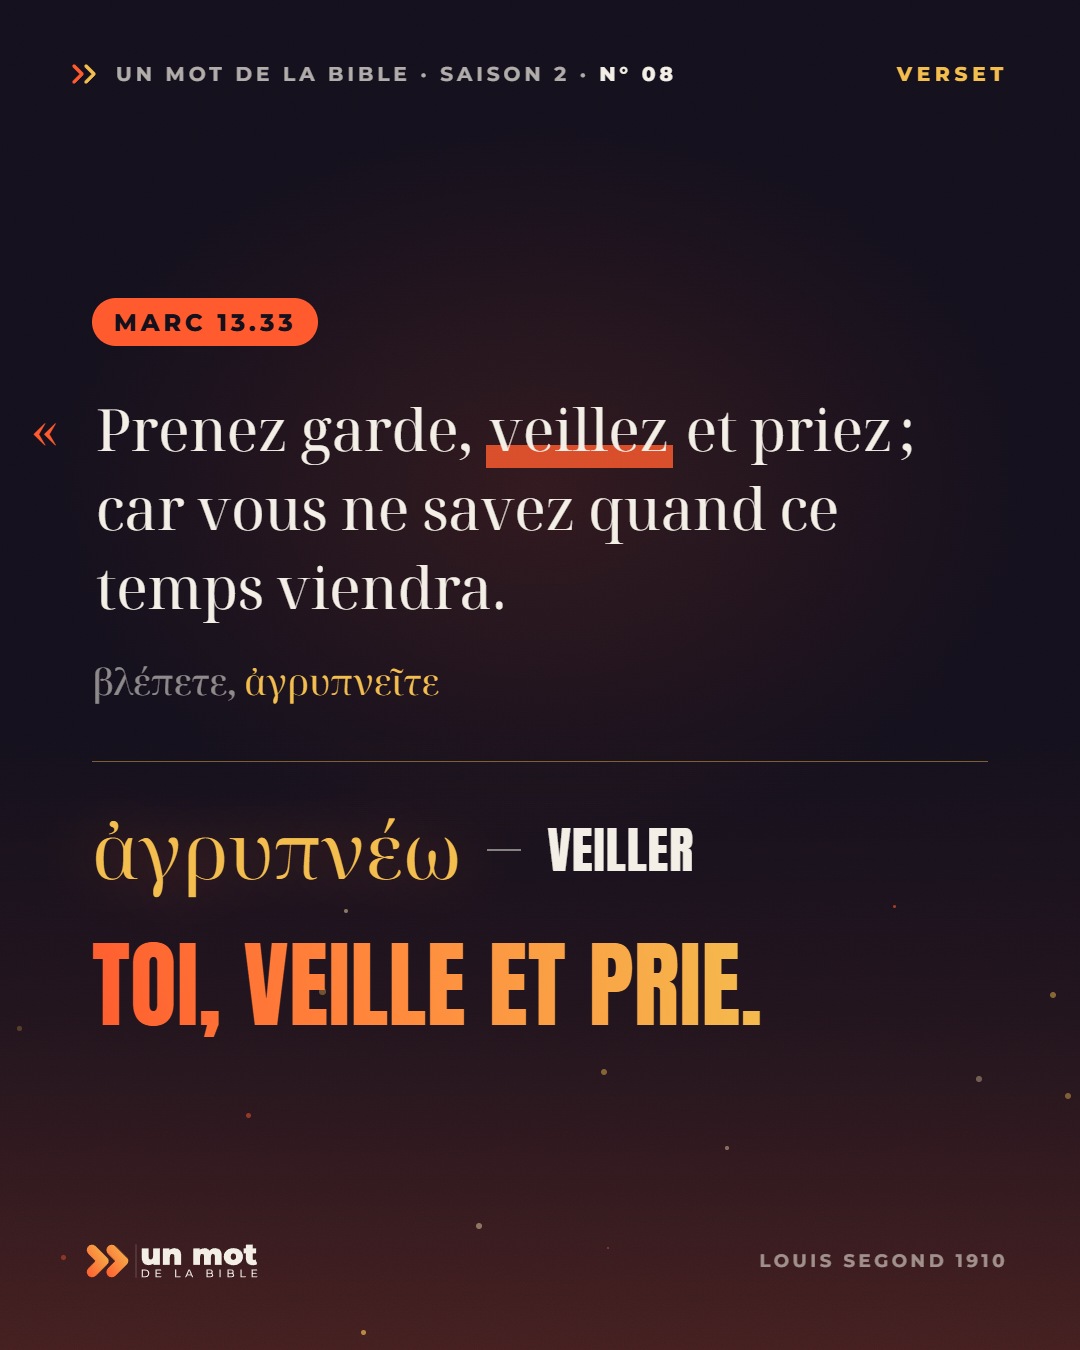 UN MOT DE LA BIBLE · SAISON 2 · N° 08
VERSET
MARC 13.33
« Prenez garde, veillez et priez ;
car vous ne savez quand ce
temps viendra.
βλέπετε, ἀγρυπνεῖτε
ἀγρυπνέω — VEILLER
TOI, VEILLE ET PRIE.
un mot
DE LA BIBLE
LOUIS SEGOND 1910